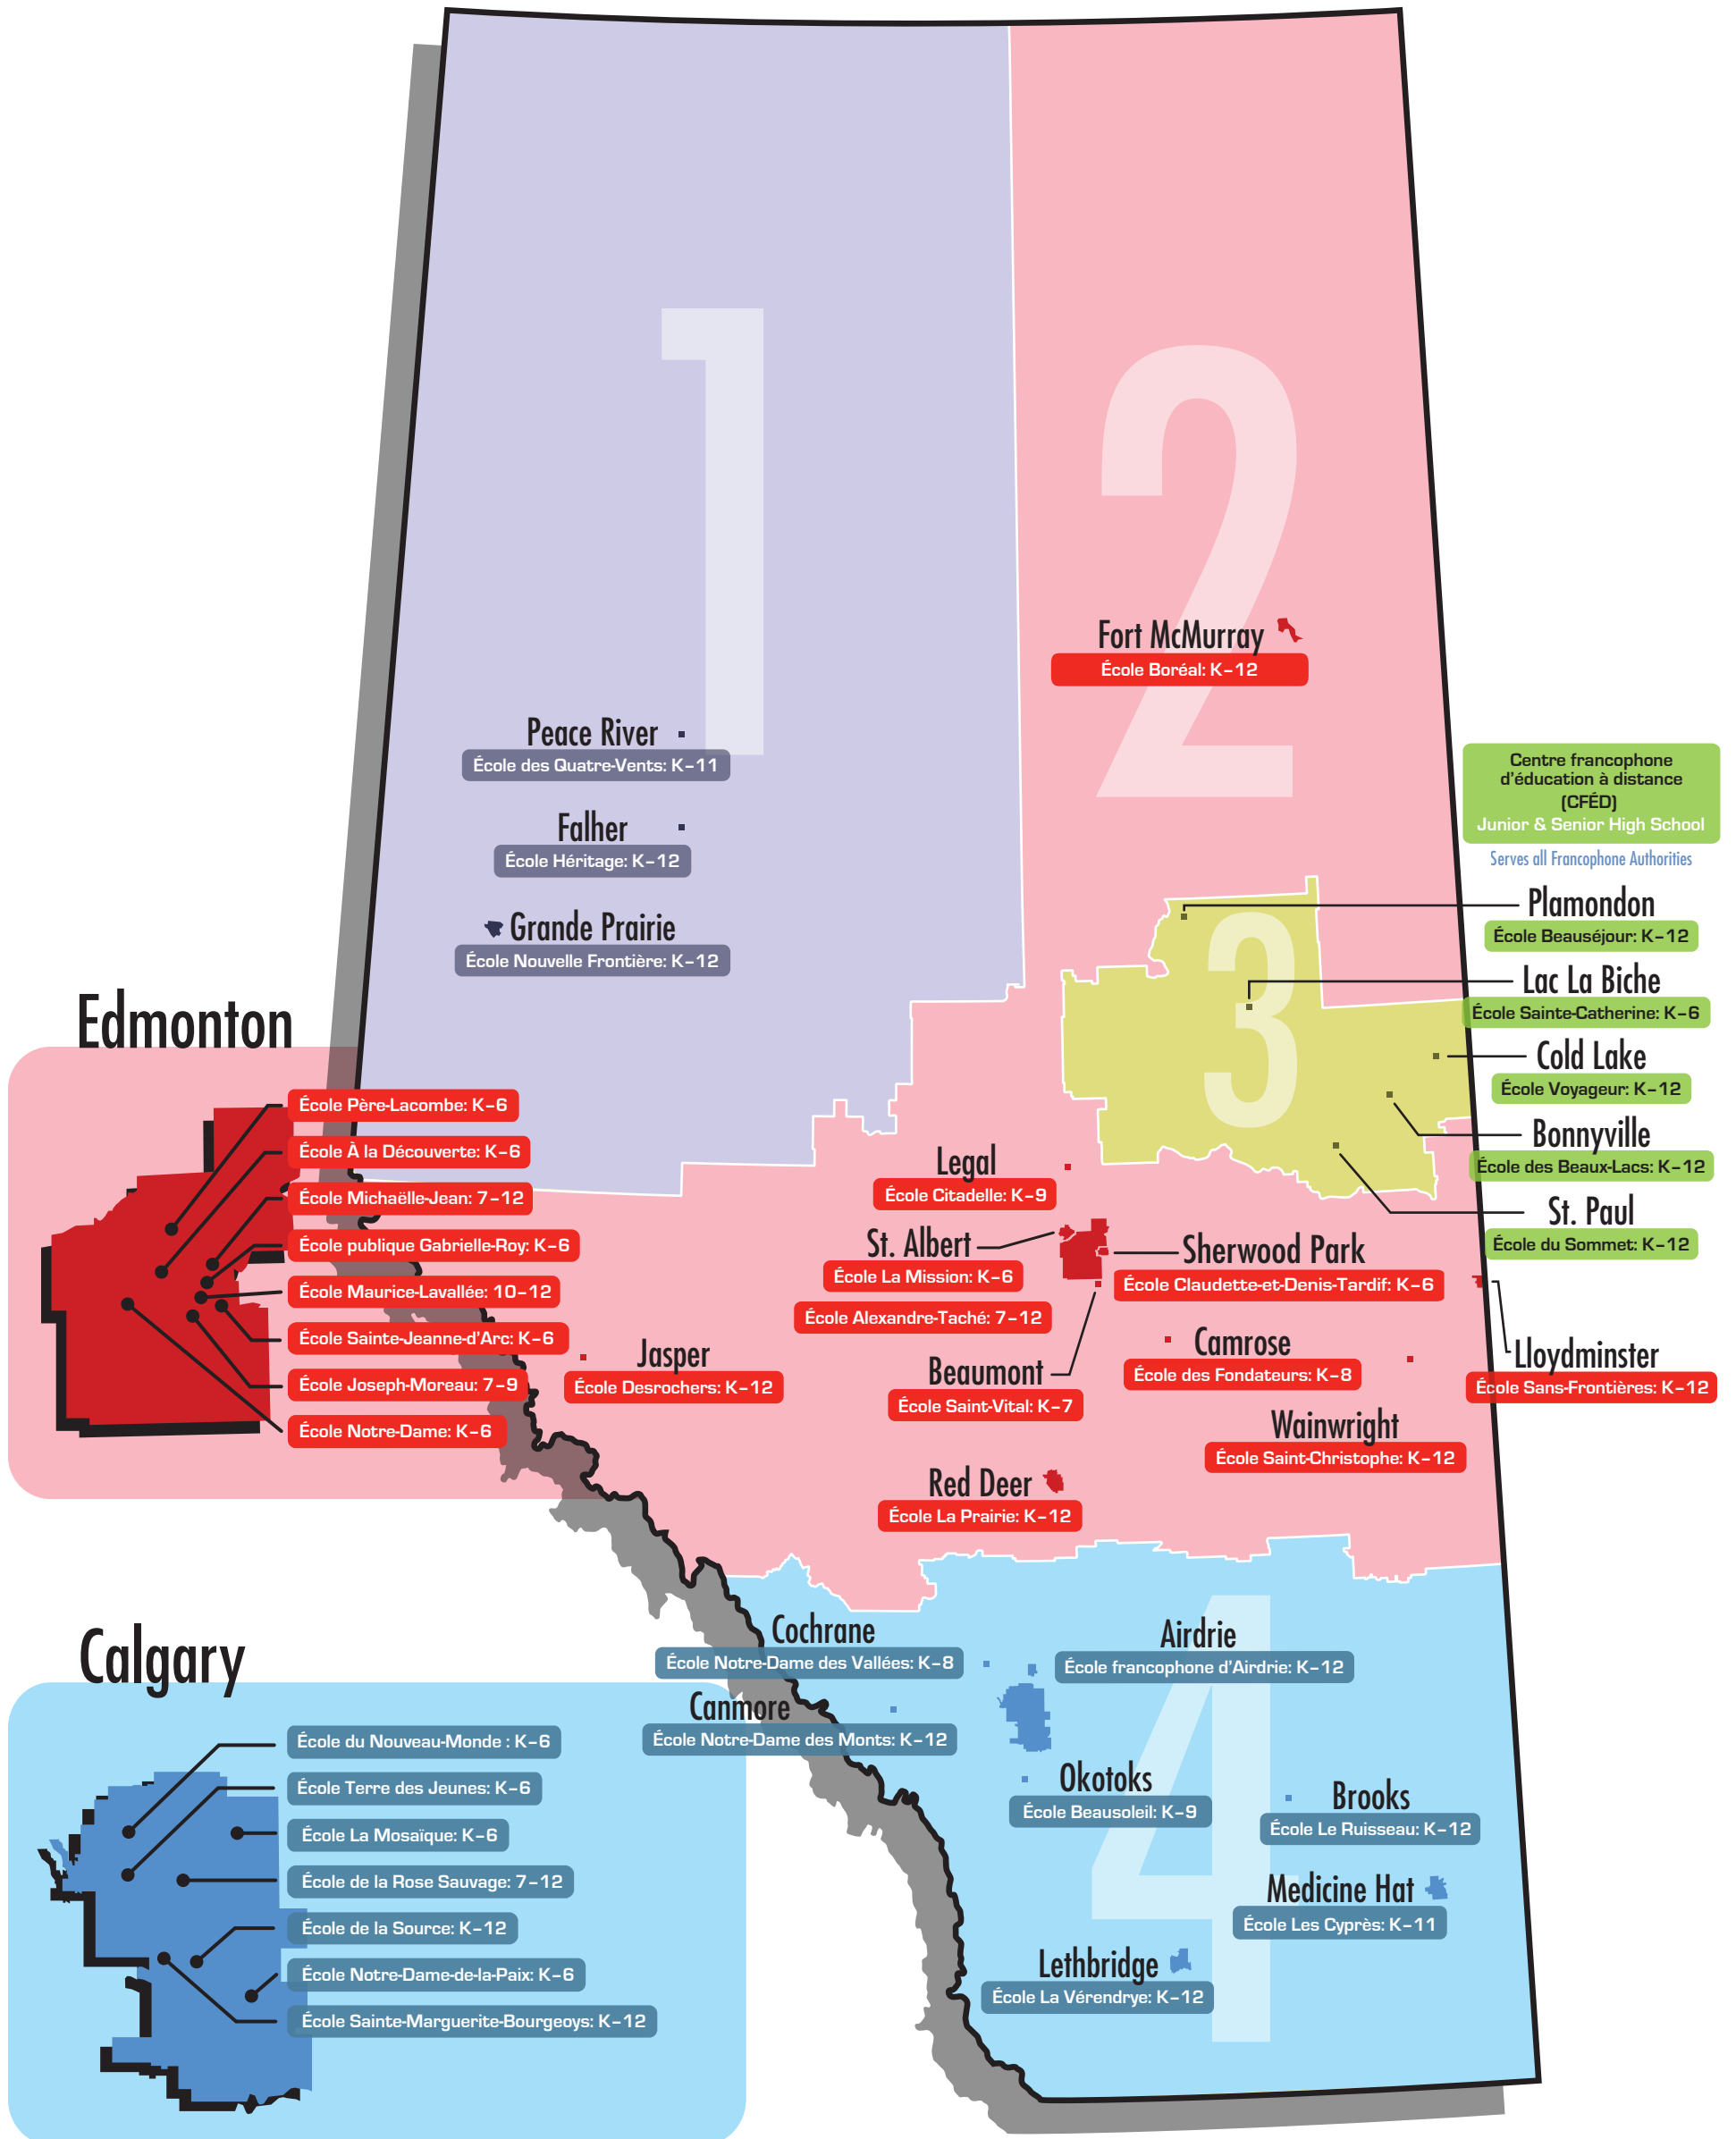 1
2
Fort McMurray
École Boréal: K-12
Peace River
École des Quatre-Vents: K-11
Falher
École Héritage: K-12
Grande Prairie
École Nouvelle Frontière: K-12
Centre francophone
d'éducation à distance
(CFÉD)
Junior & Senior High School
Serves all Francophone Authorities
3
Plamondon
École Beauséjour: K-12
Lac La Biche
École Sainte-Catherine: K-6
Cold Lake
École Voyageur: K-12
Bonnyville
École des Beaux-Lacs: K-12
St. Paul
École du Sommet: K-12
Edmonton
École Père-Lacombe: K-6
École À la Découverte: K-6
École Michaëlle-Jean: 7-12
École publique Gabrielle-Roy: K-6
École Maurice-Lavallée: 10-12
École Sainte-Jeanne-d'Arc: K-6
École Joseph-Moreau: 7-9
École Notre-Dame: K-6
Legal
École Citadelle: K-9
St. Albert
École La Mission: K-6
École Alexandre-Taché: 7-12
Sherwood Park
École Claudette-et-Denis-Tardif: K-6
Jasper
École Desrochers: K-12
Beaumont
École Saint-Vital: K-7
Camrose
École des Fondateurs: K-8
Lloydminster
École Sans-Frontières: K-12
Wainwright
École Saint-Christophe: K-12
Red Deer
École La Prairie: K-12
Calgary
École du Nouveau-Monde : K-6
École Terre des Jeunes: K-6
École La Mosaïque: K-6
École de la Rose Sauvage: 7-12
École de la Source: K-12
École Notre-Dame-de-la-Paix: K-6
École Sainte-Marguerite-Bourgeoys: K-12
4
Cochrane
École Notre-Dame des Vallées: K-8
Airdrie
École francophone d'Airdrie: K-12
Canmore
École Notre-Dame des Monts: K-12
Okotoks
École Beausoleil: K-9
Brooks
École Le Ruisseau: K-12
Medicine Hat
École Les Cyprès: K-11
Lethbridge
École La Vérendrye: K-12